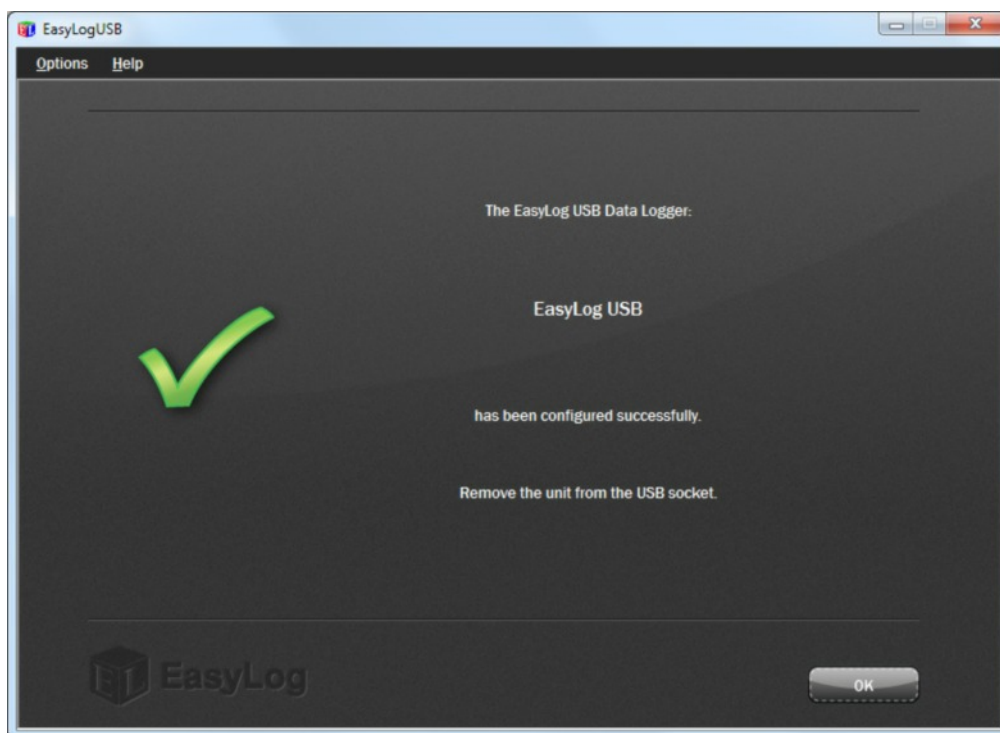 EasyLogUSB
Options Help
The EasyLog USB Data Logger:
EasyLog USB
has been configured successfully.
Remove the unit from the USB socket.
EL EasyLog
OK